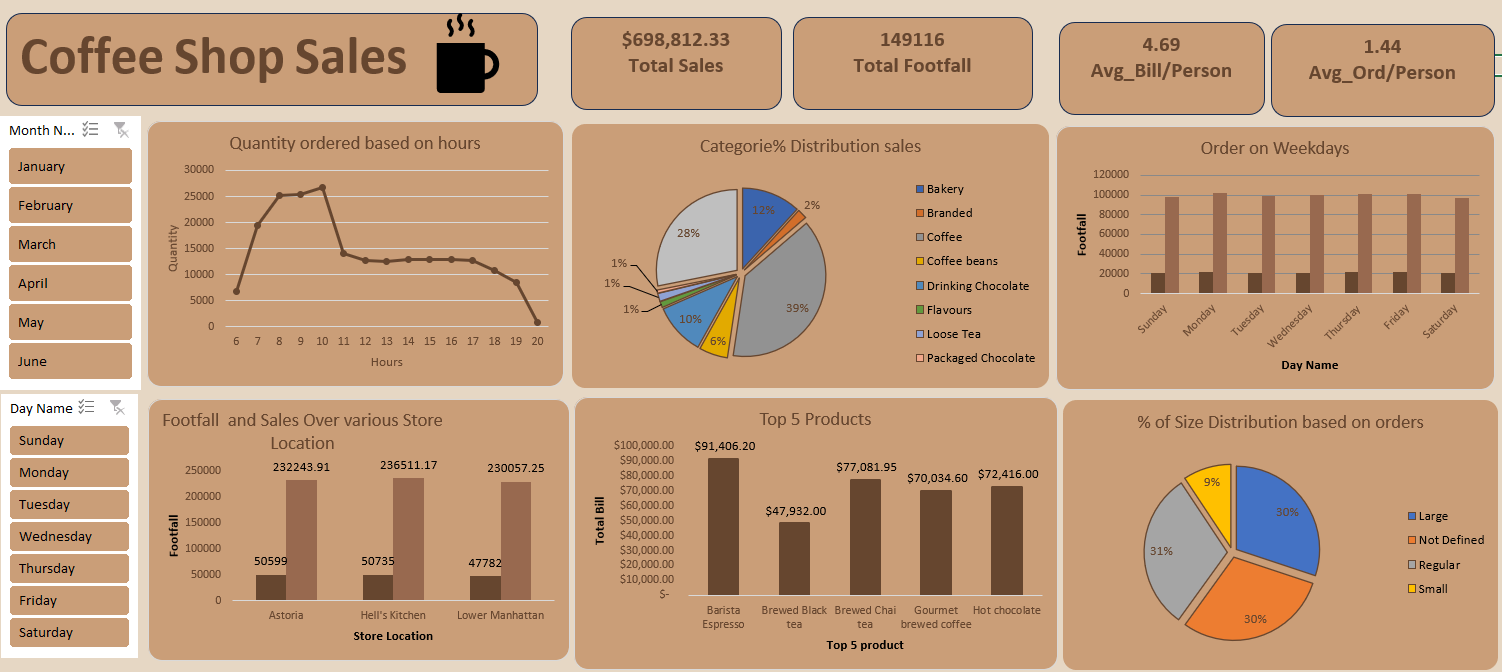 Coffee Shop Sales
$698,812.33
Total Sales
149116
Total Footfall
4.69
Avg_Bill/Person
1.44
Avg_Ord/Person
Month N...
January
February
March
April
May
June
Day Name
Sunday
Monday
Tuesday
Wednesday
Thursday
Friday
Saturday
Quantity ordered based on hours
30000
25000
20000
15000
10000
5000
0
Quantity
6 7 8 9 10 11 12 13 14 15 16 17 18 19 20
Hours
Categorie% Distribution sales
12%
2%
39%
6%
10%
1%
1%
1%
28%
Bakery
Branded
Coffee
Coffee beans
Drinking Chocolate
Flavours
Loose Tea
Packaged Chocolate
Order on Weekdays
120000
100000
80000
60000
40000
20000
0
Footfall
Sunday Monday Tuesday Wednesday Thursday Friday Saturday
Day Name
Footfall and Sales Over various Store
Location
250000
200000
150000
100000
50000
0
Footfall
232243.91 236511.17 230057.25
50599 50735 47782
Astoria Hell's Kitchen Lower Manhattan
Store Location
Top 5 Products
$100,000.00
$90,000.00
$80,000.00
$70,000.00
$60,000.00
$50,000.00
$40,000.00
$30,000.00
$20,000.00
$10,000.00
$-
Total Bill
$91,406.20
$47,932.00
$77,081.95
$70,034.60
$72,416.00
Barista
Espresso
Brewed Black
tea
Brewed Chai
tea
Gourmet
brewed coffee
Hot chocolate
Top 5 product
% of Size Distribution based on orders
30%
30%
31%
9%
Large
Not Defined
Regular
Small